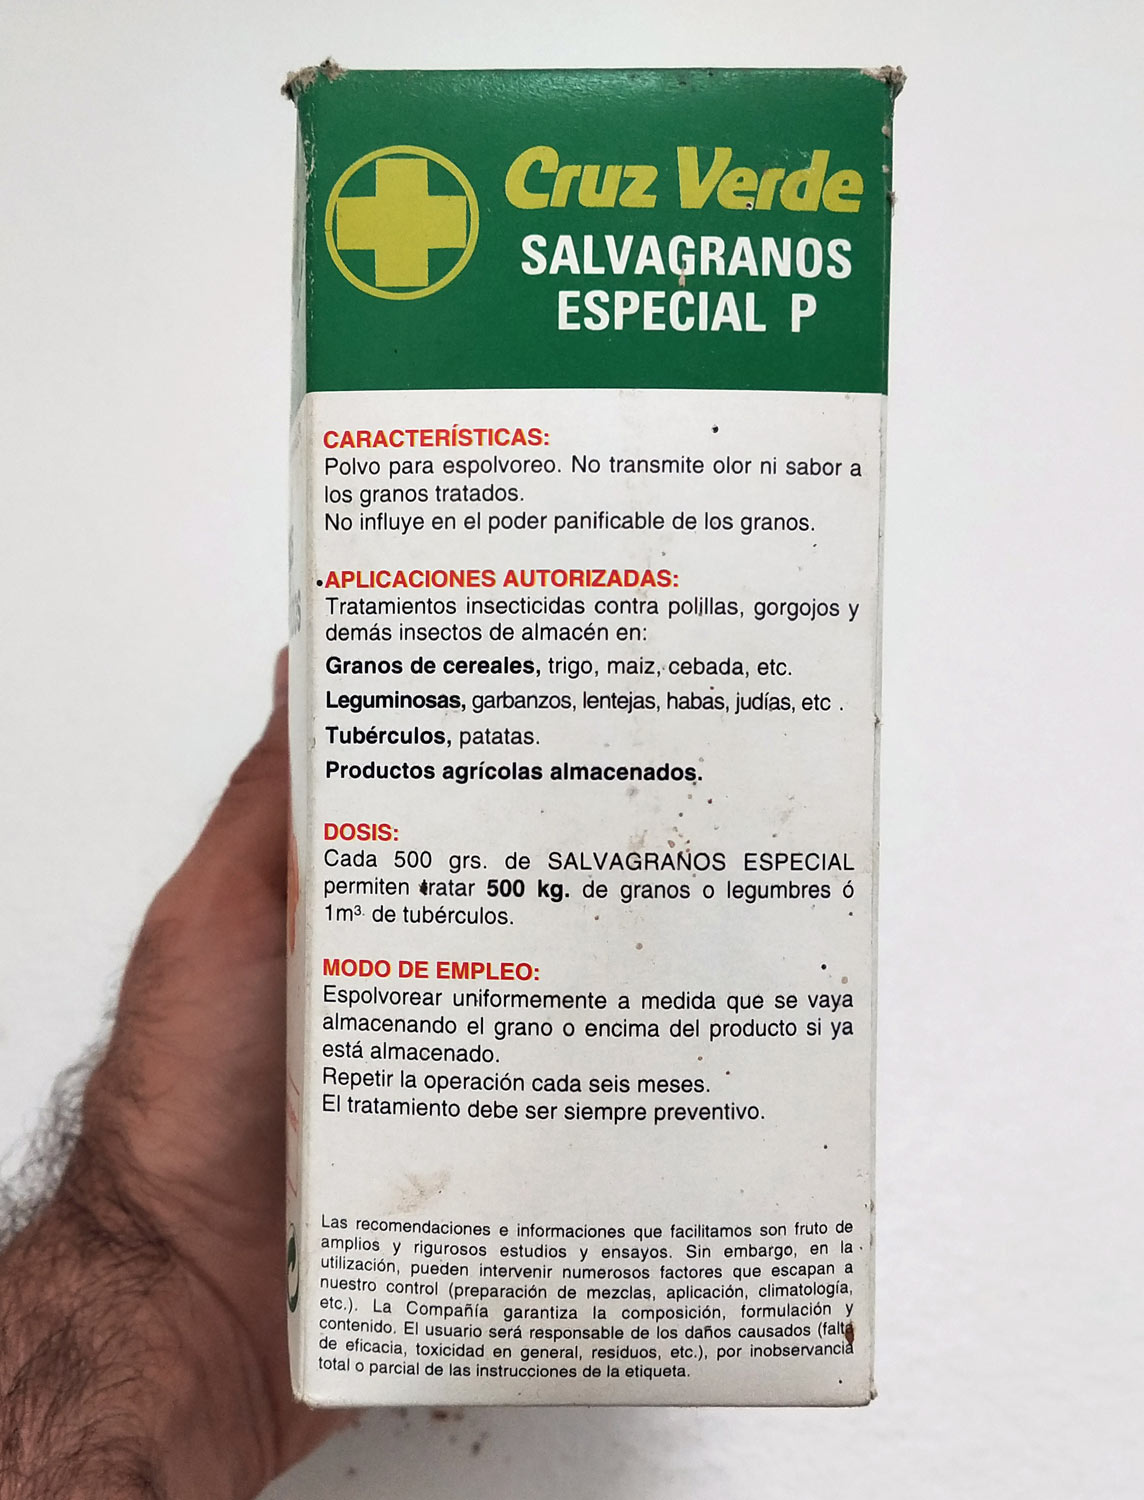 Cruz Verde
SALVAGRANOS
ESPECIAL P
CARACTERÍSTICAS:
Polvo para espolvoreo. No transmite olor ni sabor a
los granos tratados.
No influye en el poder panificable de los granos.
APLICACIONES AUTORIZADAS:
Tratamientos insecticidas contra polillas, gorgojos y
demás insectos de almacén en:
Granos de cereales, trigo, maiz, cebada, etc.
Leguminosas, garbanzos, lentejas, habas, judías, etc .
Tubérculos, patatas.
Productos agrícolas almacenados.
DOSIS:
Cada 500 grs. de SALVAGRANOS ESPECIAL
permiten tratar 500 kg. de granos o legumbres ó
1m³. de tubérculos.
MODO DE EMPLEO:
Espolvorear uniformemente a medida que se vaya
almacenando el grano o encima del producto si ya
está almacenado.
Repetir la operación cada seis meses.
El tratamiento debe ser siempre preventivo.
Las recomendaciones e informaciones que facilitamos son fruto de
amplios y rigurosos estudios y ensayos. Sin embargo, en la
utilización, pueden intervenir numerosos factores que escapan a
nuestro control (preparación de mezclas, aplicación, climatología,
etc.). La Compañía garantiza la composición, formulación y
contenido. El usuario será responsable de los daños causados (falta
de eficacia, toxicidad en general, residuos, etc.), por inobservancia
total o parcial de las instrucciones de la etiqueta.